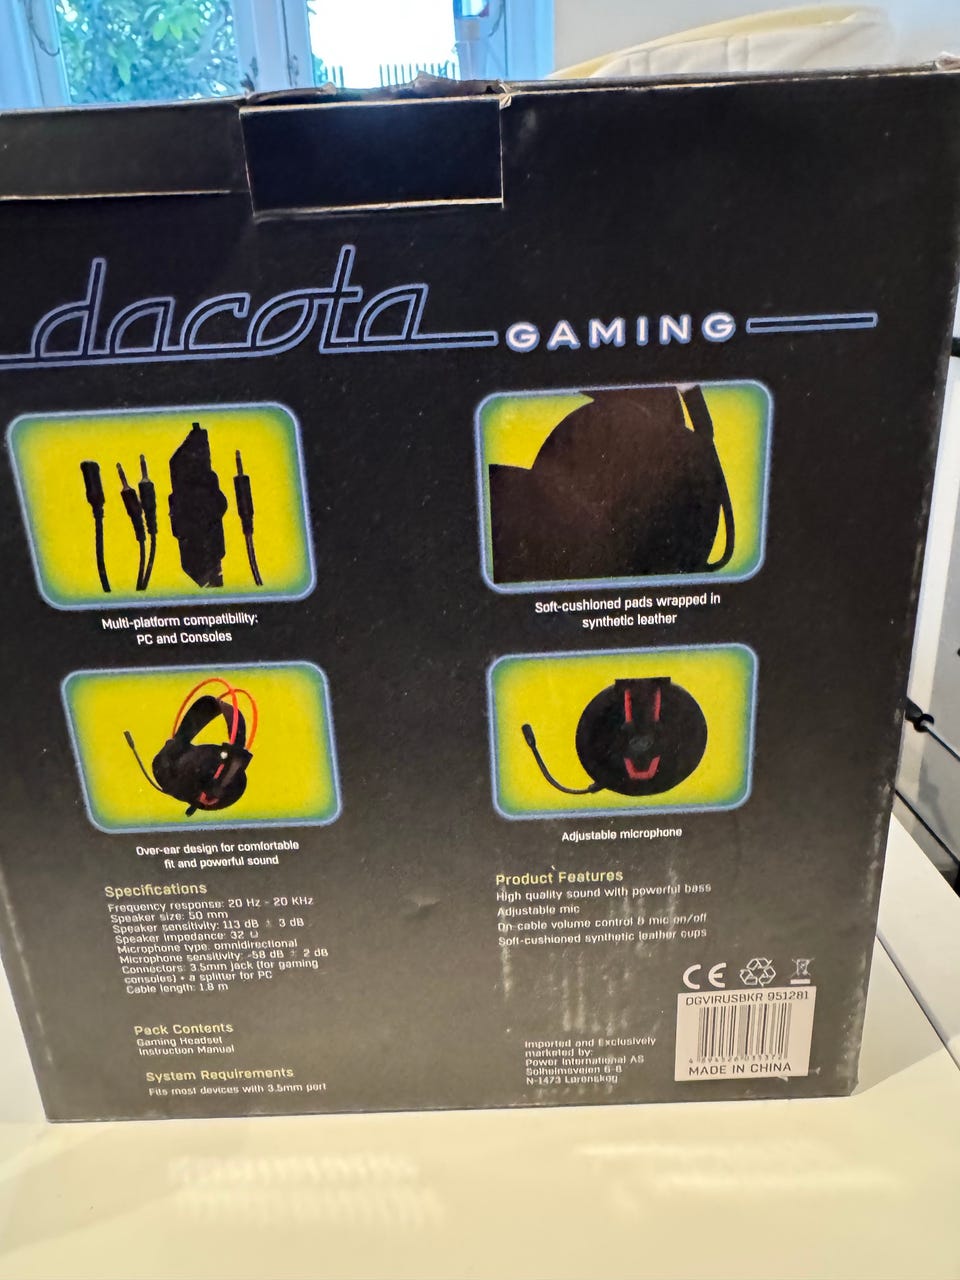 dacota GAMING
Multi-platform compatibility:
PC and Consoles
Soft-cushioned pads wrapped in
synthetic leather
Over-ear design for comfortable
fit and powerful sound
Adjustable microphone
Specifications
Frequency response: 20 Hz - 20 KHz
Speaker size: 50 mm
Speaker sensitivity: 113 dB ± 3 dB
Speaker impedance: 32 Ω
Microphone type: omnidirectional
Microphone sensitivity: -58 dB ± 2 dB
Connectors: 3.5mm jack (for gaming
consoles) + a splitter for PC
Cable length: 1.8 m
Product Features
High quality sound with powerful bass
Adjustable mic
On-cable volume control & mic on/off
Soft-cushioned synthetic leather cups
Pack Contents
Gaming Headset
Instruction Manual
System Requirements
Fits most devices with 3.5mm port
Imported and Exclusively
marketed by:
Power International AS
Solheimsveien 6-8
N-1473 Lørenskog
CE
DGVIRUSBKR 951281
MADE IN CHINA